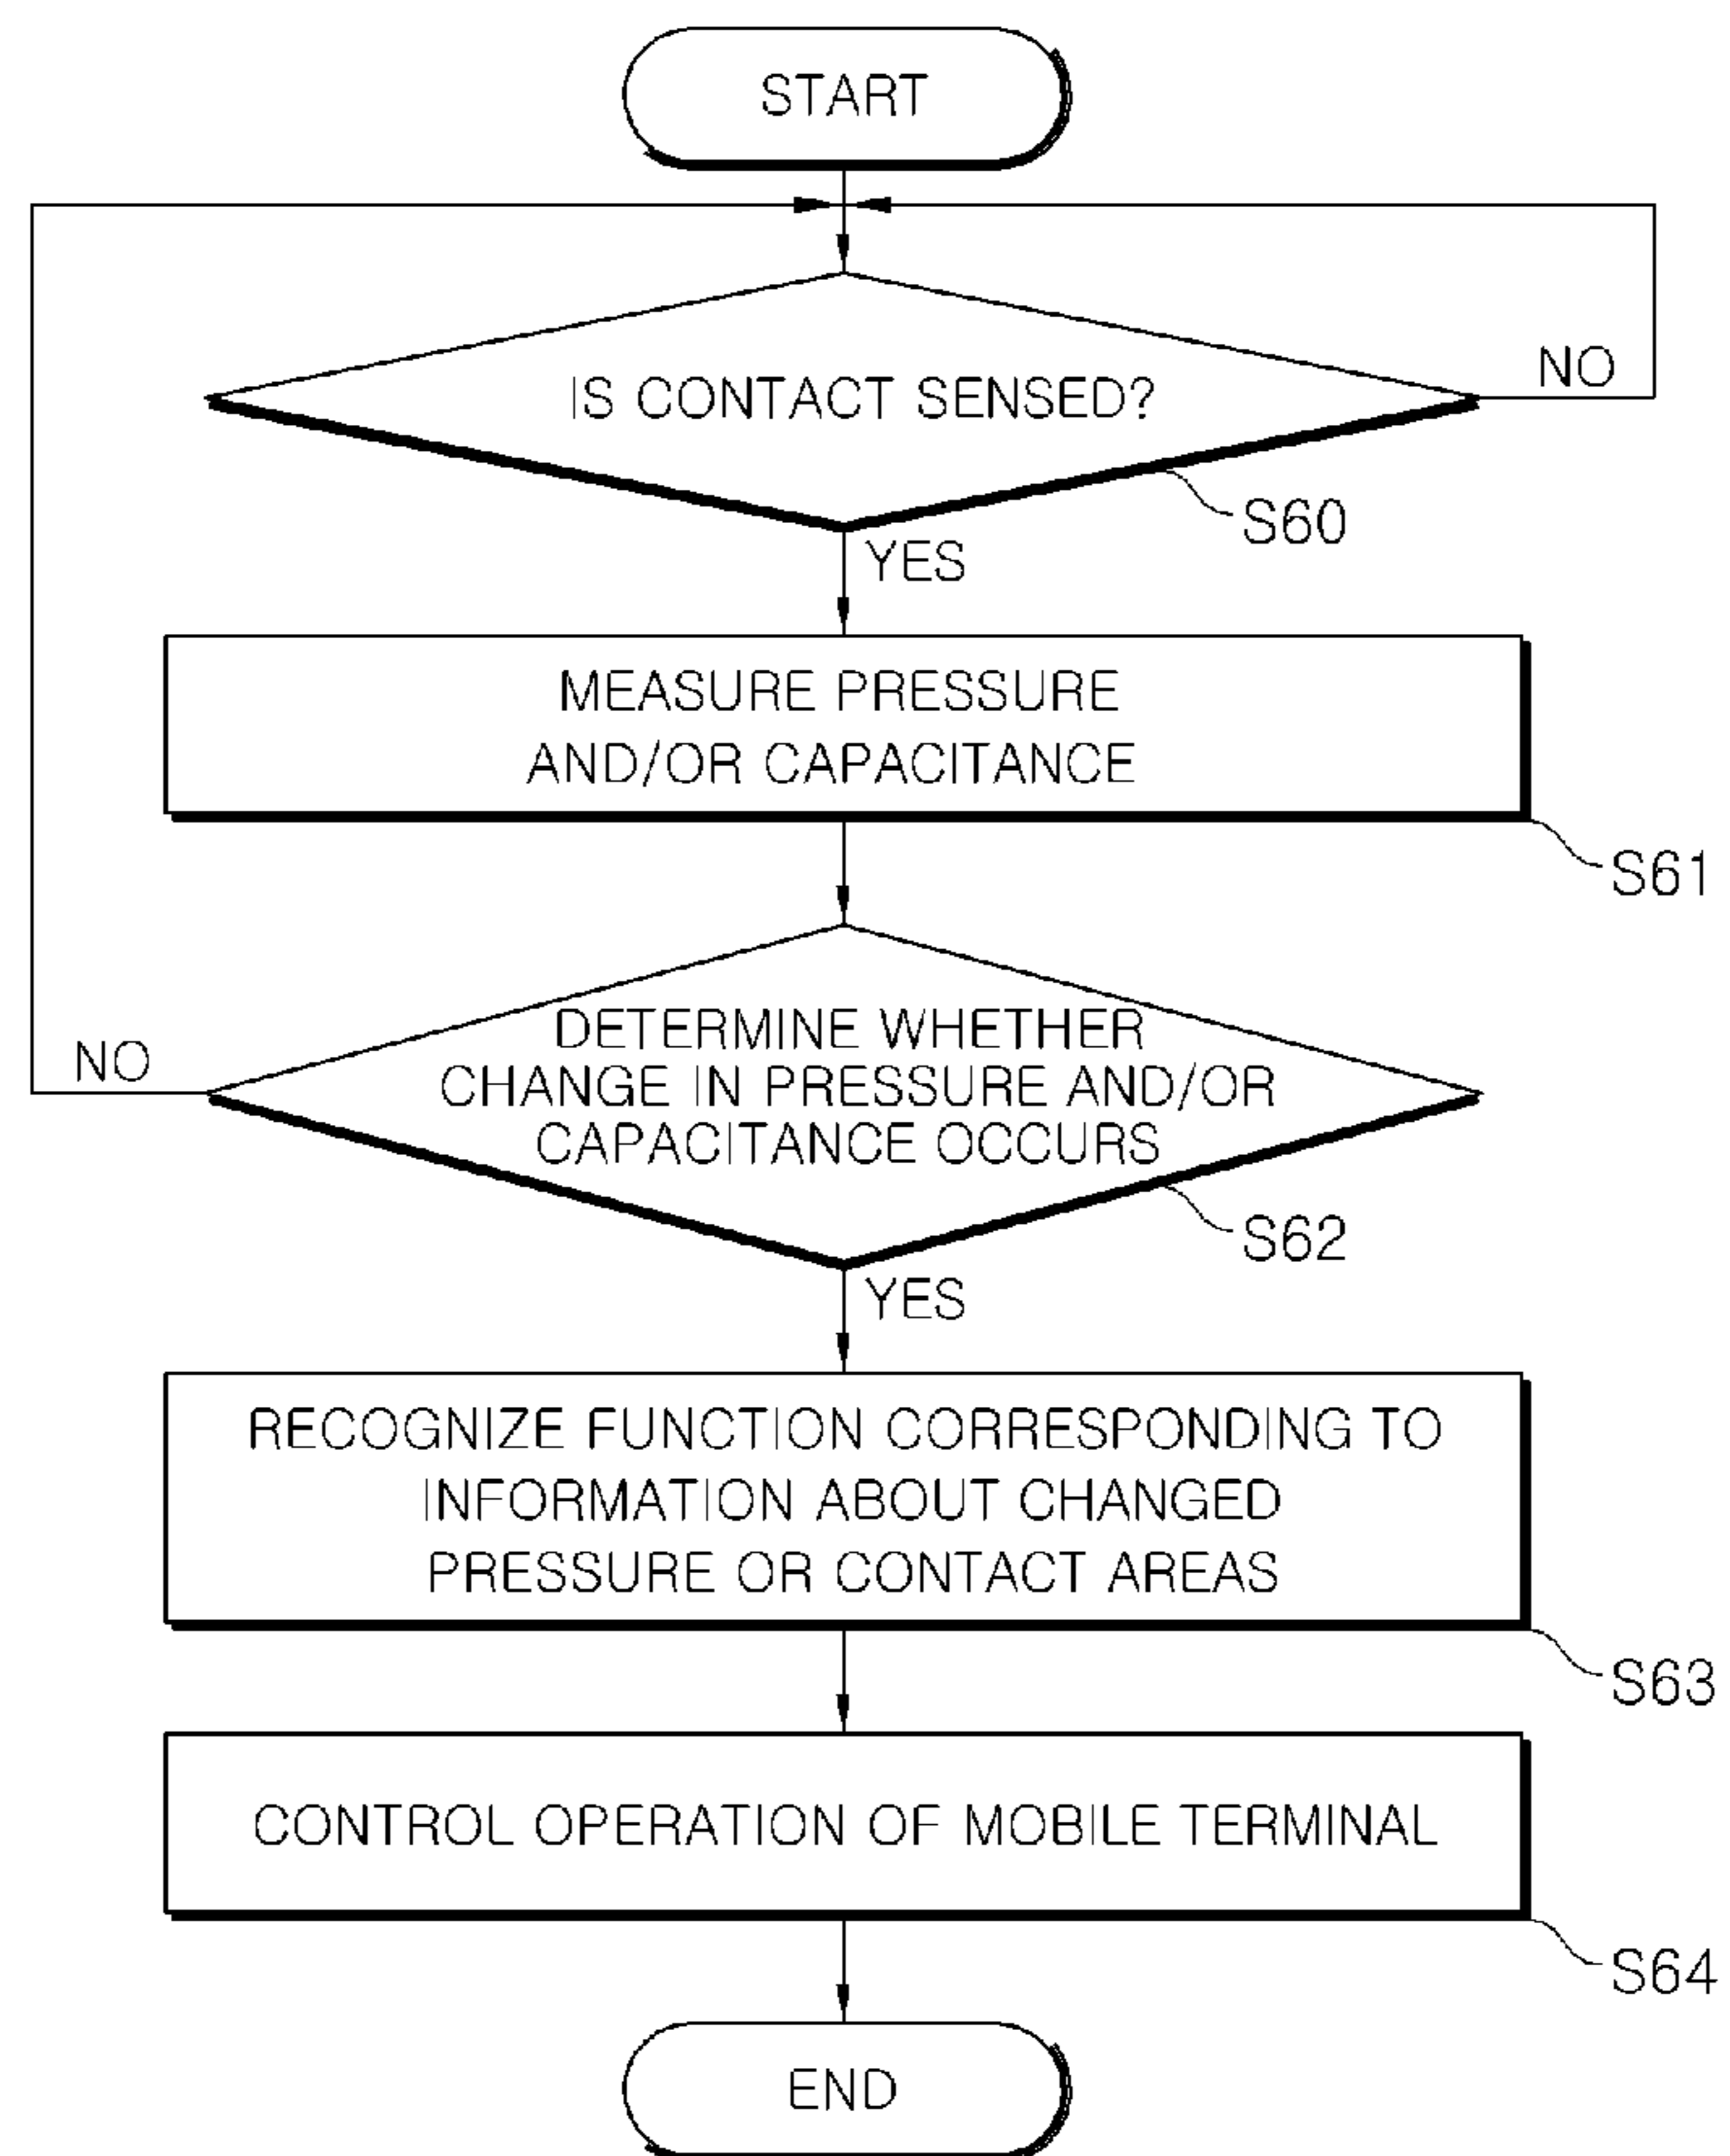 START
IS CONTACT SENSED?
NO
S60
YES
MEASURE PRESSURE
AND/OR CAPACITANCE
S61
DETERMINE WHETHER
CHANGE IN PRESSURE AND/OR
CAPACITANCE OCCURS
NO
S62
YES
RECOGNIZE FUNCTION CORRESPONDING TO
INFORMATION ABOUT CHANGED
PRESSURE OR CONTACT AREAS
S63
CONTROL OPERATION OF MOBILE TERMINAL
S64
END